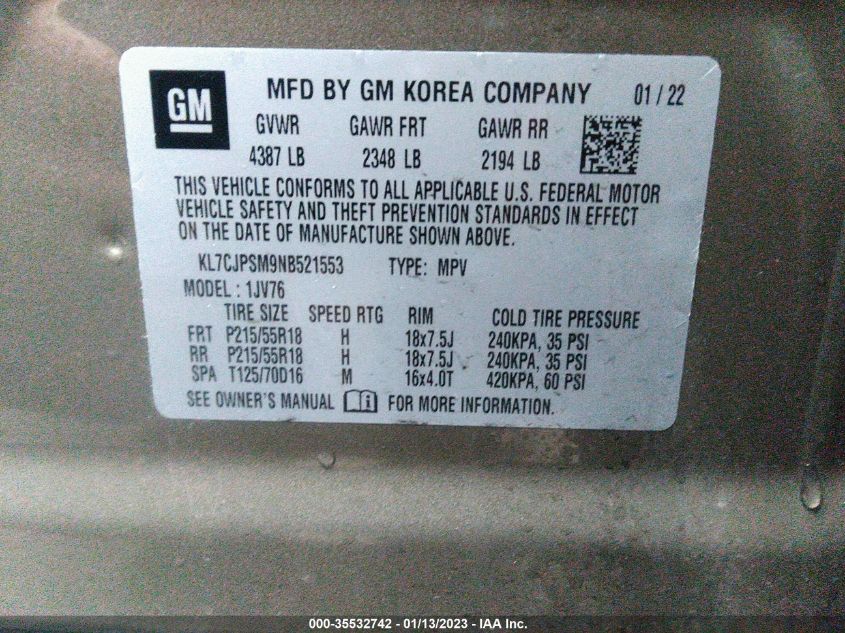 GM MFD BY GM KOREA COMPANY 01 / 22
GVWR GAWR FRT GAWR RR
4387 LB 2348 LB 2194 LB
THIS VEHICLE CONFORMS TO ALL APPLICABLE U.S. FEDERAL MOTOR
VEHICLE SAFETY AND THEFT PREVENTION STANDARDS IN EFFECT
ON THE DATE OF MANUFACTURE SHOWN ABOVE.
KL7CJPSM9NB521553 TYPE: MPV
MODEL : 1JV76
TIRE SIZE SPEED RTG RIM COLD TIRE PRESSURE
FRT P215/55R18 H 18x7.5J 240KPA, 35 PSI
RR P215/55R18 H 18x7.5J 240KPA, 35 PSI
SPA T125/70D16 M 16x4.0T 420KPA, 60 PSI
SEE OWNER'S MANUAL i FOR MORE INFORMATION.
000-35532742 - 01/13/2023 - IAA Inc.